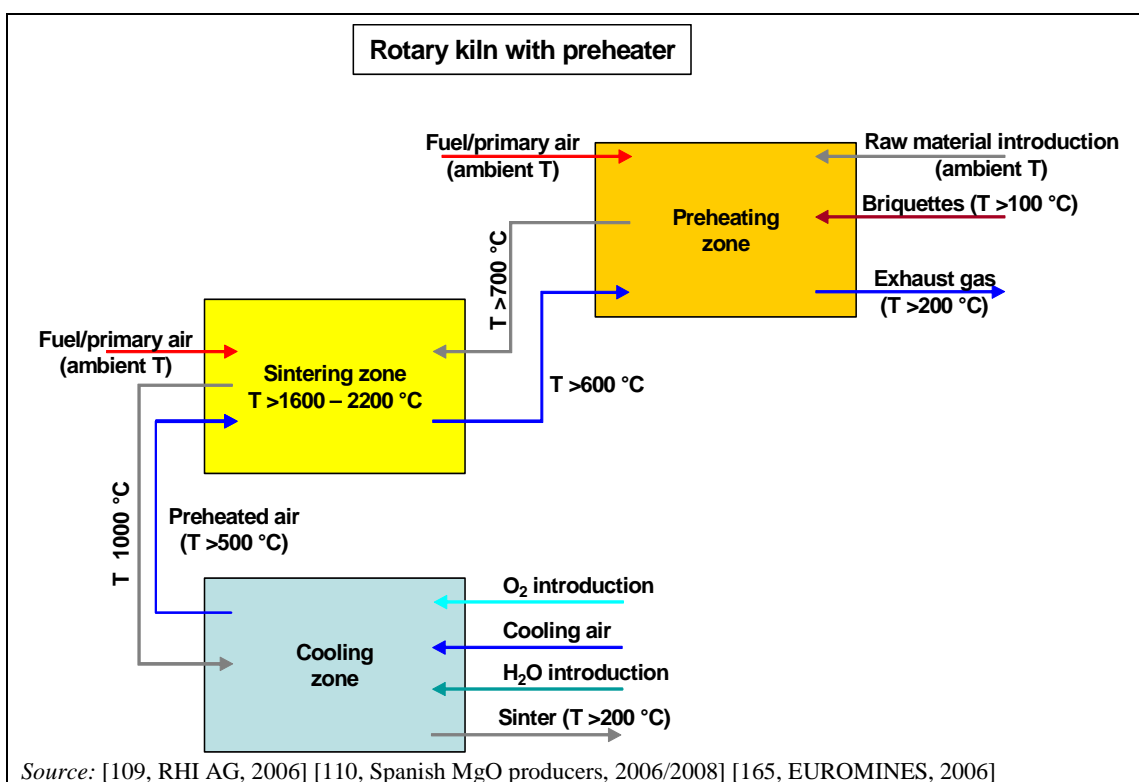 Rotary kiln with preheater
Fuel/primary air
(ambient T)
Raw material introduction
(ambient T)
Briquettes (T >100 °C)
Preheating
zone
Exhaust gas
(T >200 °C)
T >700 °C
Fuel/primary air
(ambient T)
Sintering zone
T >1600 – 2200 °C
T >600 °C
T  1000 °C
Preheated air
(T >500 °C)
O₂ introduction
Cooling air
Cooling
zone
H₂O introduction
Sinter (T >200 °C)
Source: [109, RHI AG, 2006] [110, Spanish MgO producers, 2006/2008] [165, EUROMINES, 2006]